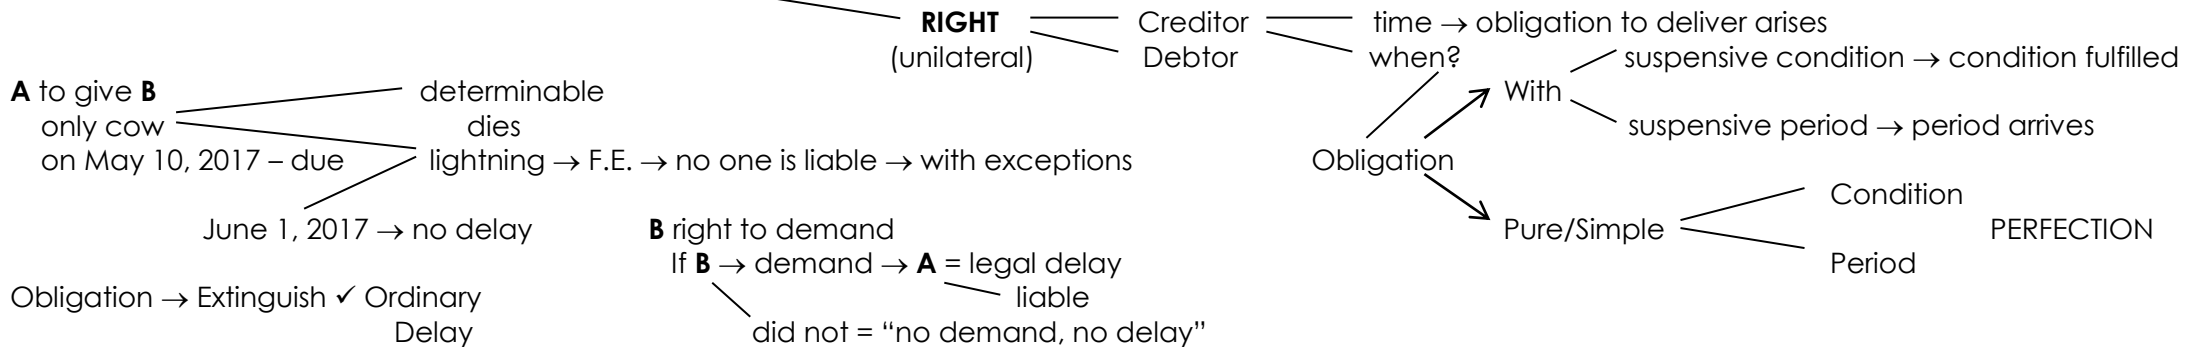 RIGHT Creditor time → obligation to deliver arises
(unilateral) Debtor when? suspensive condition → condition fulfilled
A to give B determinable With
only cow dies suspensive period → period arrives
on May 10, 2017 – due lightning → F.E. → no one is liable → with exceptions Obligation
Condition
June 1, 2017 → no delay B right to demand Pure/Simple PERFECTION
If B → demand → A = legal delay Period
Obligation → Extinguish ✓ Ordinary liable
Delay did not = “no demand, no delay”